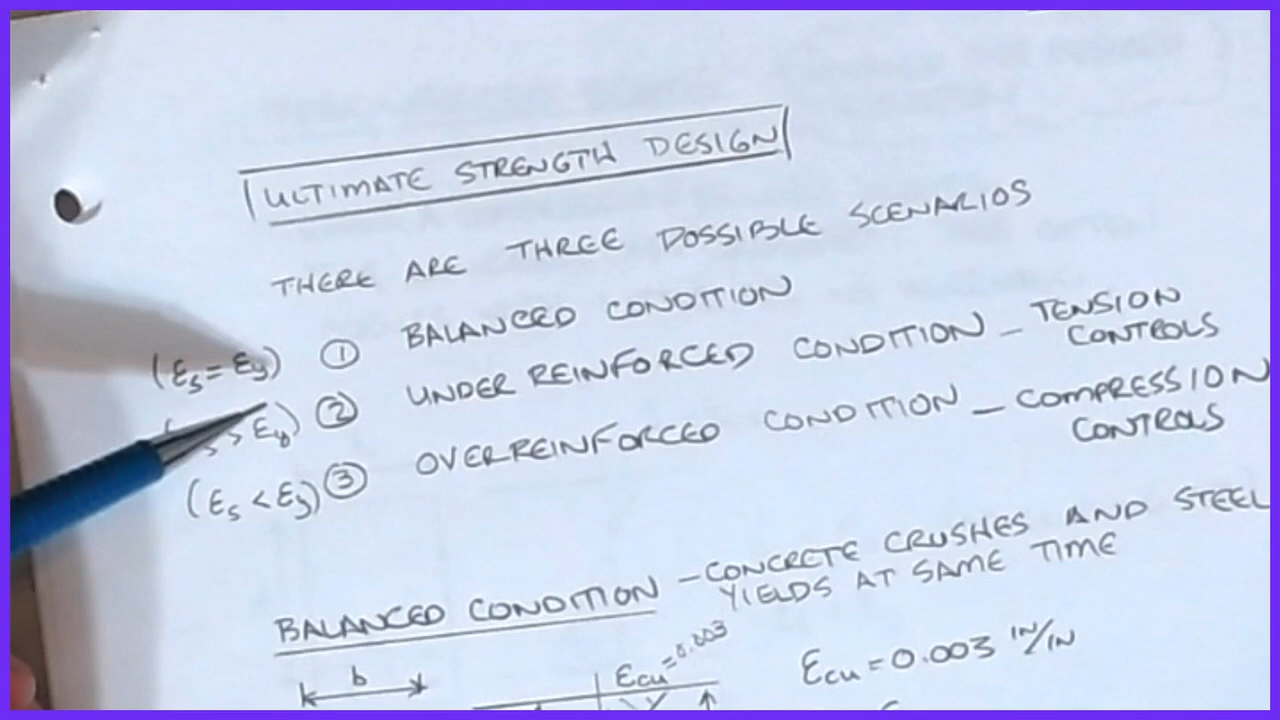 ULTIMATE STRENGTH DESIGN
THERE ARE THREE POSSIBLE SCENARIOS
(εs = εy) ① BALANCED CONDITION
> εy) ② UNDER REINFORCED CONDITION - TENSION CONTROLS
(εs < εy) ③ OVERREINFORCED CONDITION - COMPRESSION CONTROLS
BALANCED CONDITION - CONCRETE CRUSHES AND STEEL
YIELDS AT SAME TIME
b
εcu = 0.003
εcu = 0.003 IN/IN